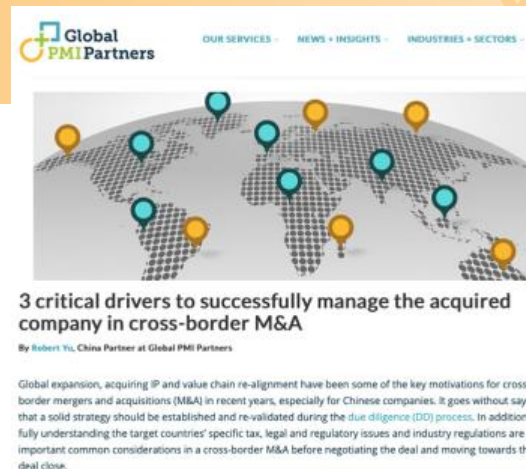 Global
PMIPartners
OUR SERVICES
NEWS + INSIGHTS
INDUSTRIES + SECTORS
3 critical drivers to successfully manage the acquired
company in cross-border M&A
By Robert Yu, China Partner at Global PMI Partners
Global expansion, acquiring IP and value chain re-alignment have been some of the key motivations for cross
border mergers and acquisitions (M&A) in recent years, especially for Chinese companies. It goes without say
that a solid strategy should be established and re-validated during the due diligence (DD) process. In addition
fully understanding the target countries' specific tax, legal and regulatory issues and industry regulations are
important common considerations in a cross-border M&A before negotiating the deal and moving towards th
deal close.